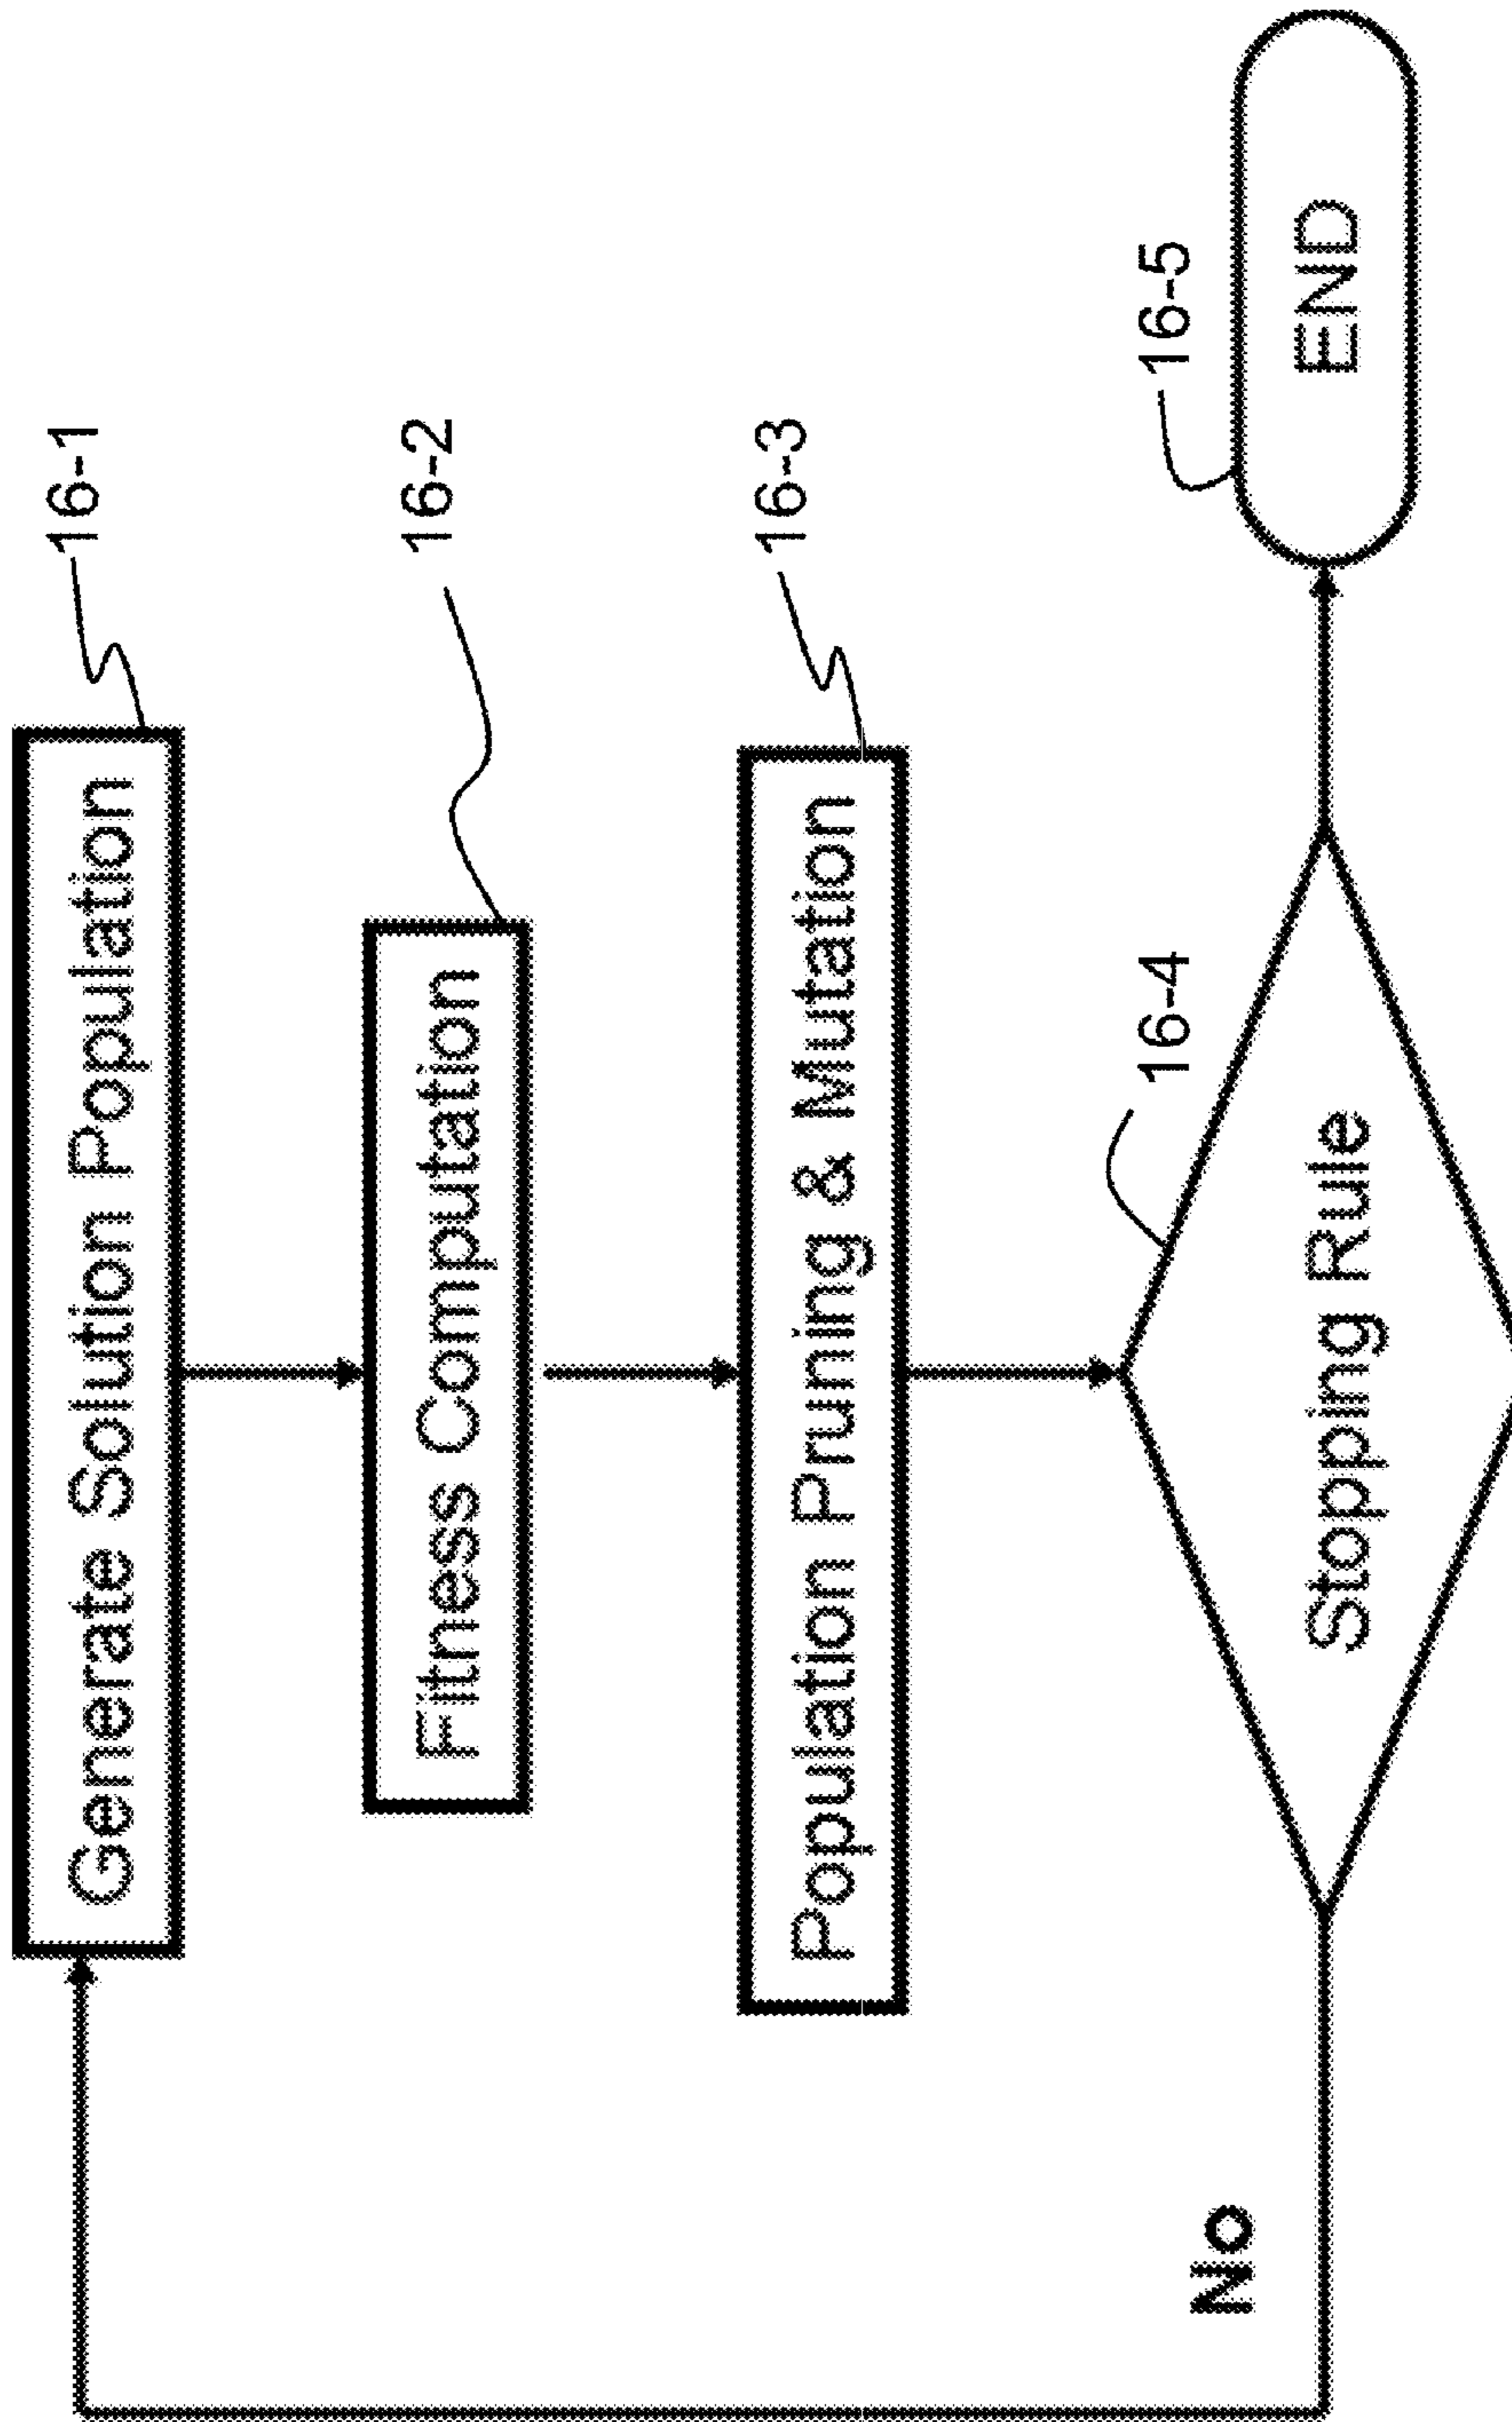 Generate Solution Population
16-1
Fitness Computation
16-2
Population Pruning & Mutation
16-3
Stopping Rule
16-4
No
END
16-5